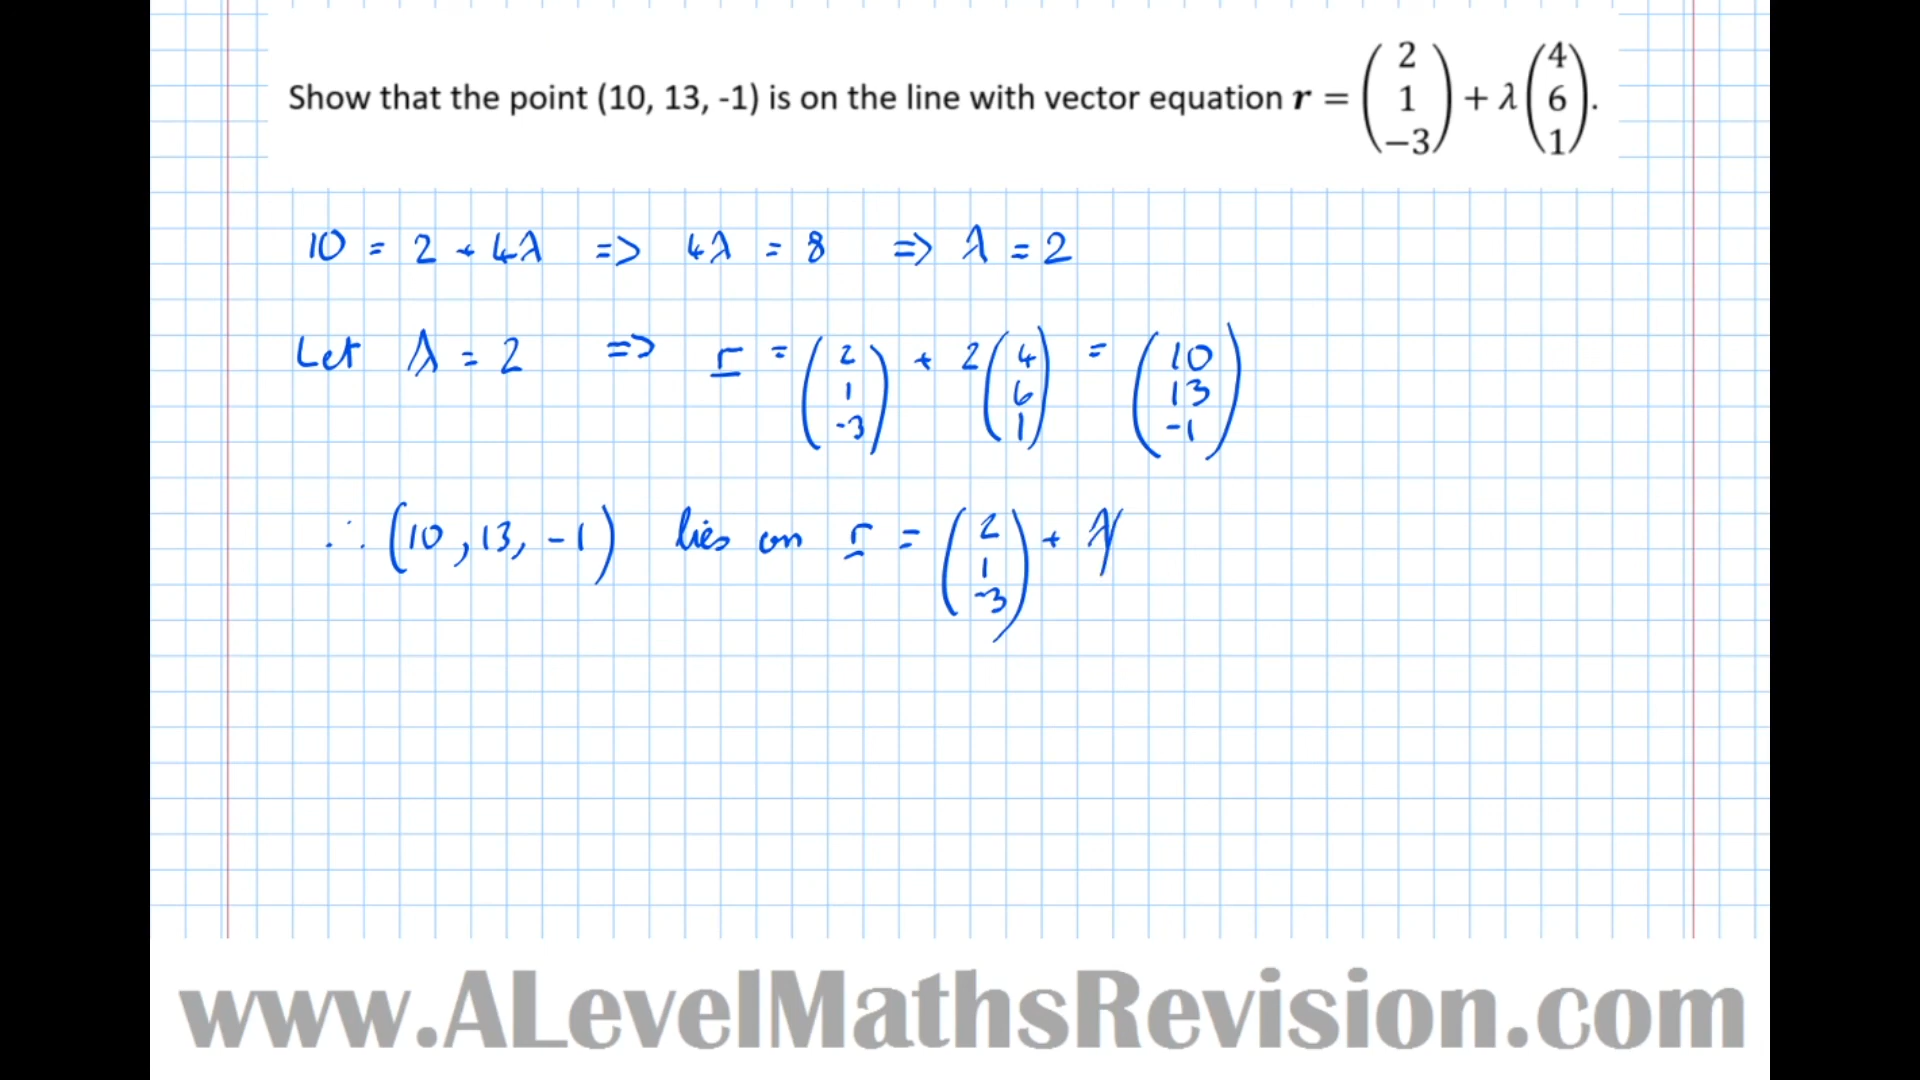 Show that the point (10, 13, -1) is on the line with vector equation r = (2 1 −3) + λ(4 6 1).
10 = 2 + 4λ => 4λ = 8 => λ = 2
Let λ = 2 => r = (2 1 -3) + 2(4 6 1) = (10 13 -1)
∴ (10, 13, -1) lies on r = (2 1 -3) + λ
www.ALevelMathsRevision.com